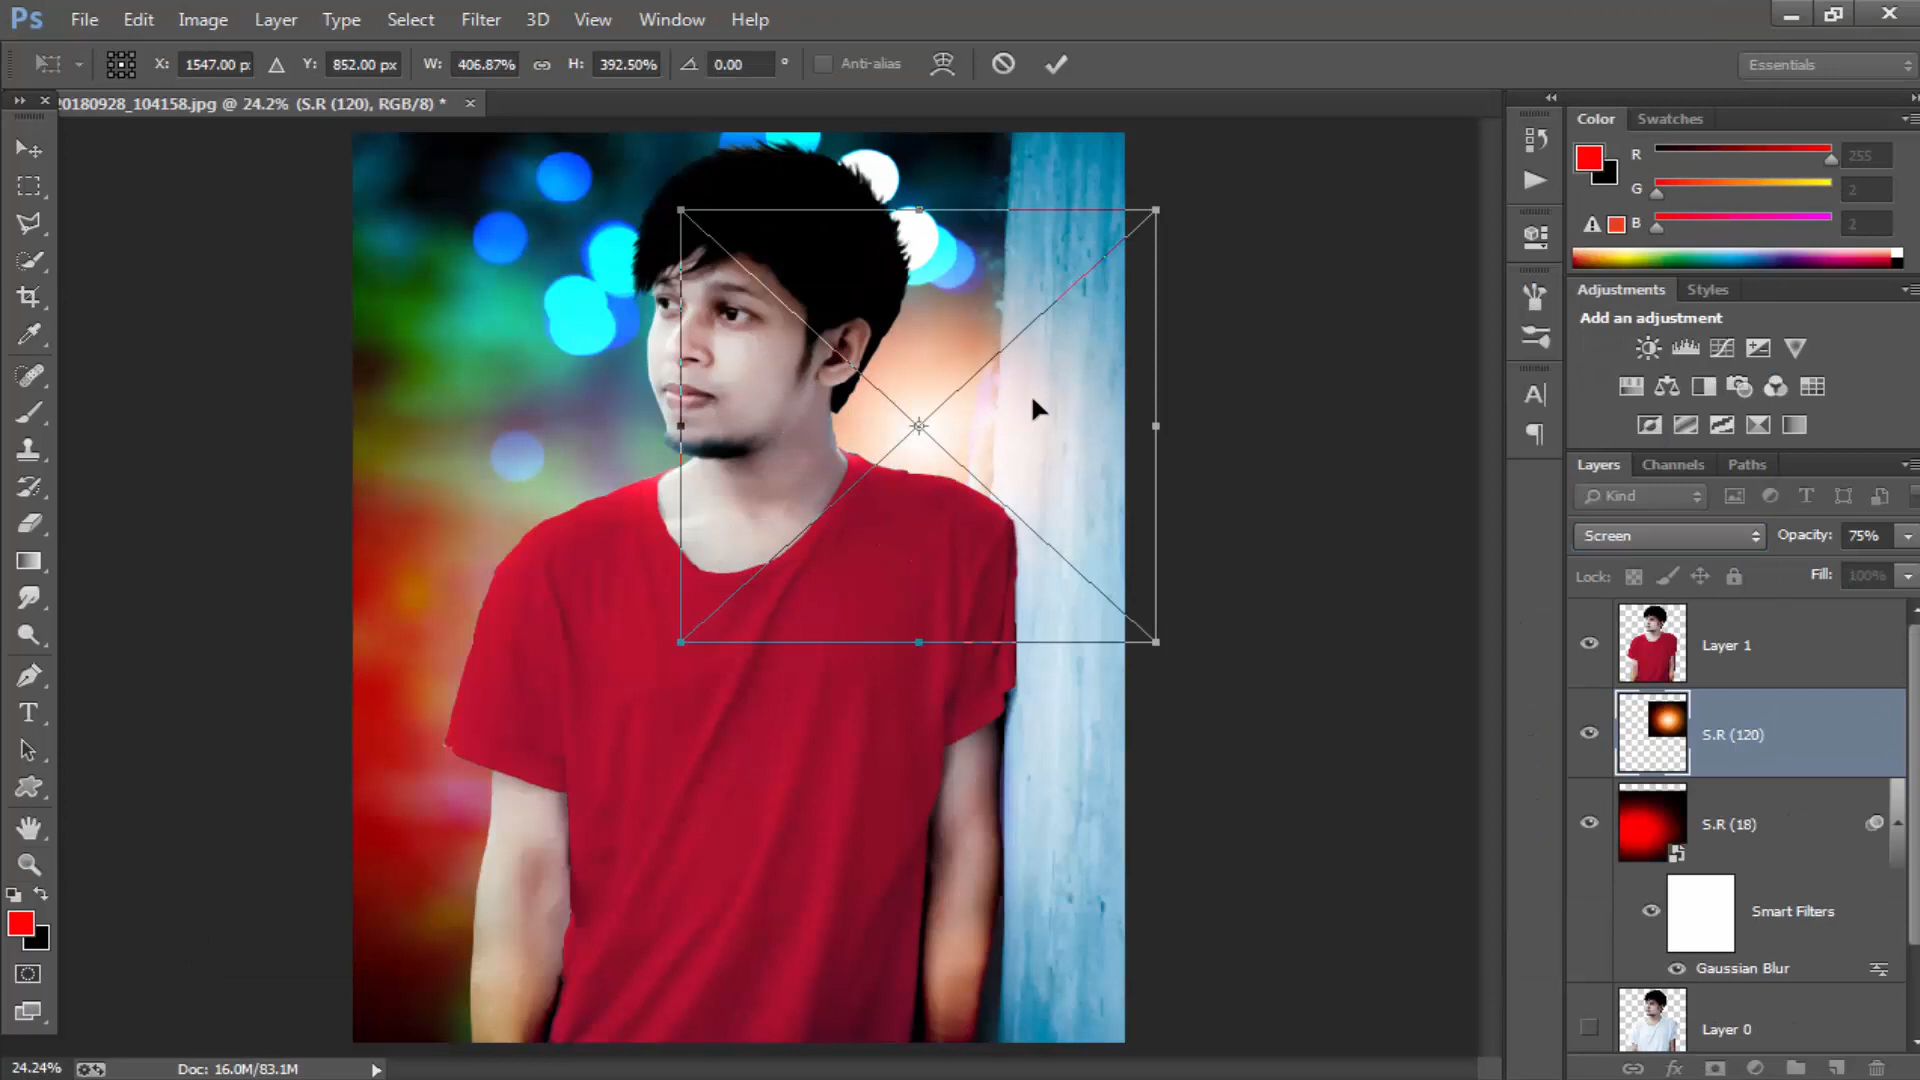 Ps File Edit Image Layer Type Select Filter 3D View Window Help
X: 1547.00 p: Y: 852.00 px W: 406.87% H: 392.50% 0.00 ° Anti-alias Essentials
20180928_104158.jpg @ 24.2% (S.R (120), RGB/8) * ×
Color Swatches
R 255
G 2
B 2
Adjustments Styles
Add an adjustment
Layers Channels Paths
Kind
Screen Opacity: 75%
Lock: Fill: 100%
Layer 1
S.R (120)
S.R (18)
Smart Filters
Gaussian Blur
Layer 0
24.24% Doc: 16.0M/83.1M